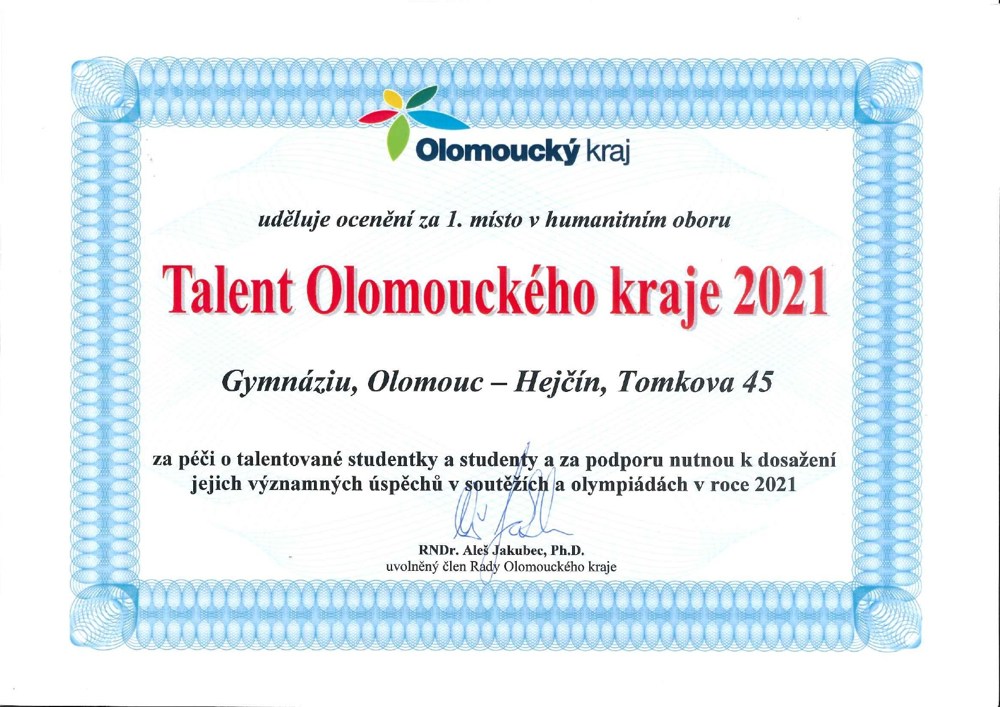 Olomoucký kraj
uděluje ocenění za 1. místo v humanitním oboru
Talent Olomouckého kraje 2021
Gymnáziu, Olomouc – Hejčín, Tomkova 45
za péči o talentované studentky a studenty a za podporu nutnou k dosažení
jejich významných úspěchů v soutěžích a olympiádách v roce 2021
RNDr. Aleš Jakubec, Ph.D.
uvolněný člen Rady Olomouckého kraje